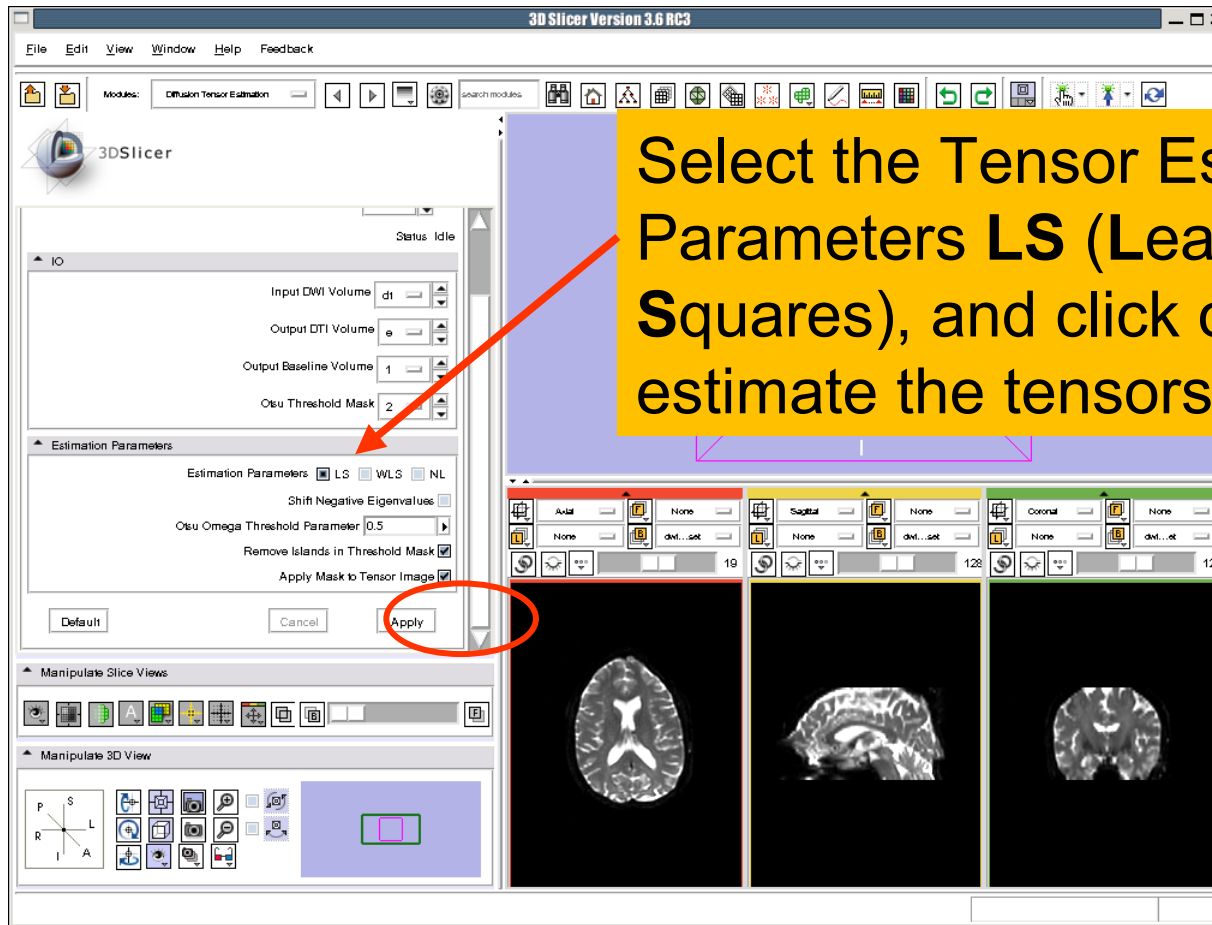 3D Slicer Version 3.6 RC3
File Edit View Window Help Feedback
Modules: Diffusion Tensor Estimation search modules
3DSlicer
Select the Tensor Es
Parameters LS (Lea
Squares), and click o
estimate the tensors
Status Idle
IO
Input DWI Volume d1
Output DTI Volume e
Output Baseline Volume 1
Otsu Threshold Mask 2
Estimation Parameters
Estimation Parameters LS WLS NL
Shift Negative Eigenvalues
Otsu Omega Threshold Parameter 0.5
Remove Islands in Threshold Mask
Apply Mask to Tensor Image
Default Cancel Apply
Axial F None
L None B dwi...set
19
Sagittal F None
L None B dwi...set
128
Coronal F None
L None B dwi...et
12
Manipulate Slice Views
A B F
Manipulate 3D View
P S L R I A